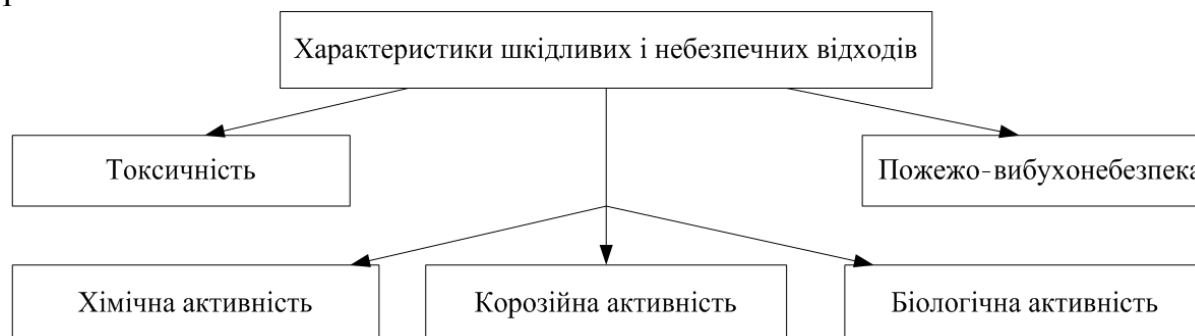 Характеристики шкідливих і небезпечних відходів
Токсичність
Пожежо-вибухонебезпека
Хімічна активність
Корозійна активність
Біологічна активність